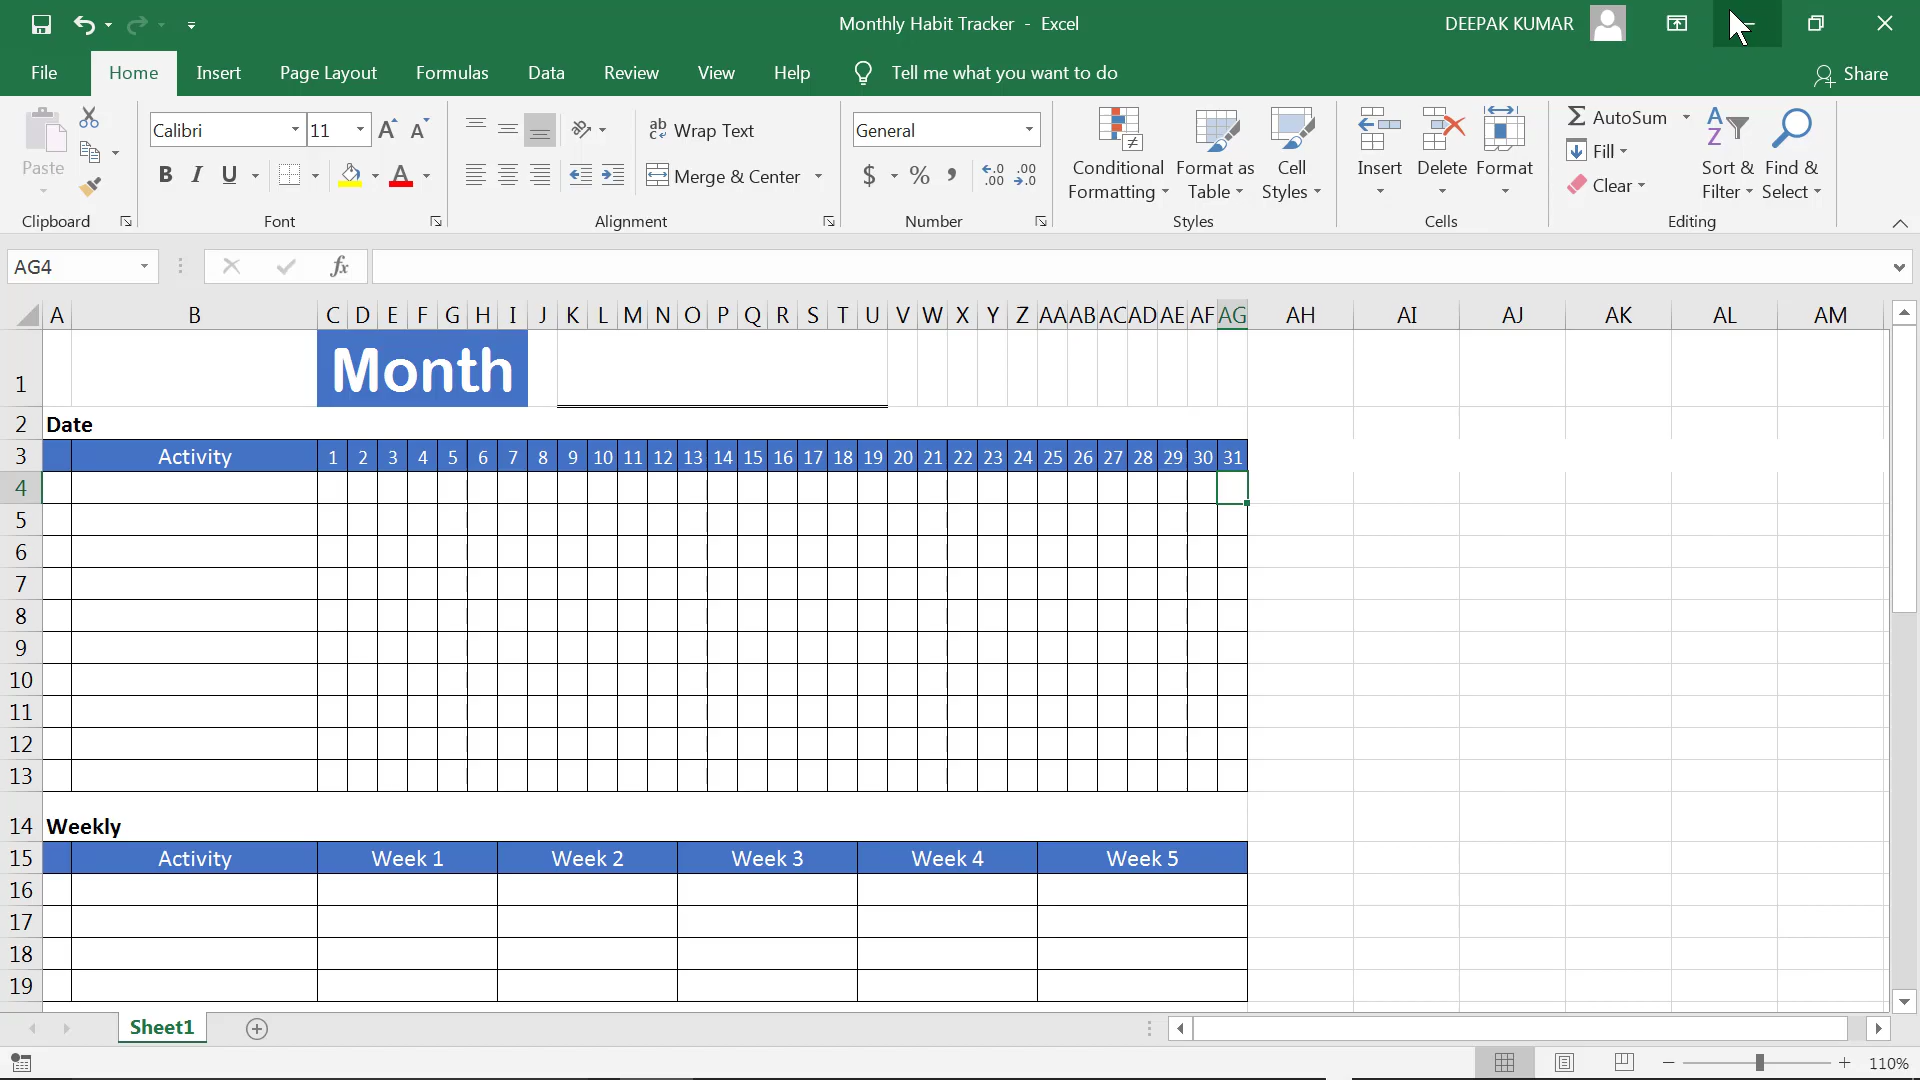 Monthly Habit Tracker - Excel
DEEPAK KUMAR
File Home Insert Page Layout Formulas Data Review View Help Tell me what you want to do Share
Paste
Calibri 11
Wrap Text
General
Conditional Formatting
Format as Table
Cell Styles
Insert Delete Format
AutoSum
Fill
Clear
Sort & Filter
Find & Select
B I U
Merge & Center
$ % ,
Clipboard Font Alignment Number Styles Cells Editing
AG4 fx
A B C D E F G H I J K L M N O P Q R S T U V W X Y Z AA AB AC AD AE AF AG AH AI AJ AK AL AM
1 Month
2 Date
3 Activity 1 2 3 4 5 6 7 8 9 10 11 12 13 14 15 16 17 18 19 20 21 22 23 24 25 26 27 28 29 30 31
4
5
6
7
8
9
10
11
12
13
14 Weekly
15 Activity Week 1 Week 2 Week 3 Week 4 Week 5
16
17
18
19
Sheet1
110%